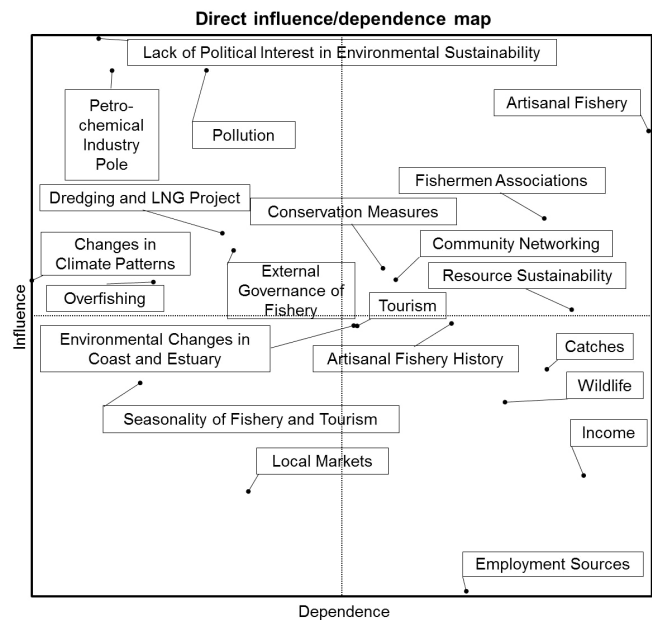 Direct influence/dependence map
Lack of Political Interest in Environmental Sustainability
Petro-
chemical
Industry
Pole
Pollution
Artisanal Fishery
Fishermen Associations
Dredging and LNG Project
Conservation Measures
Changes in
Climate Patterns
Community Networking
External
Governance of
Fishery
Resource Sustainability
Overfishing
Tourism
Influence
Environmental Changes in
Coast and Estuary
Artisanal Fishery History
Catches
Wildlife
Seasonality of Fishery and Tourism
Income
Local Markets
Employment Sources
Dependence